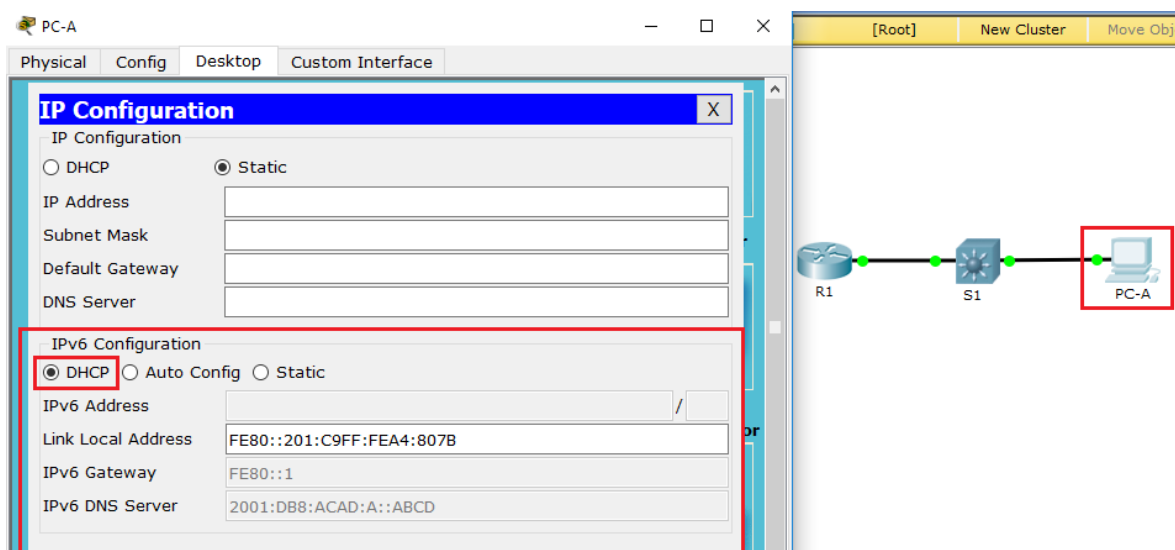 PC-A
[Root] New Cluster Move Obj
Physical Config Desktop Custom Interface
IP Configuration X
IP Configuration
DHCP Static
IP Address
Subnet Mask
Default Gateway
DNS Server
IPv6 Configuration
DHCP Auto Config Static
IPv6 Address /
Link Local Address FE80::201:C9FF:FEA4:807B
IPv6 Gateway FE80::1
IPv6 DNS Server 2001:DB8:ACAD:A::ABCD
r
or
R1 S1 PC-A